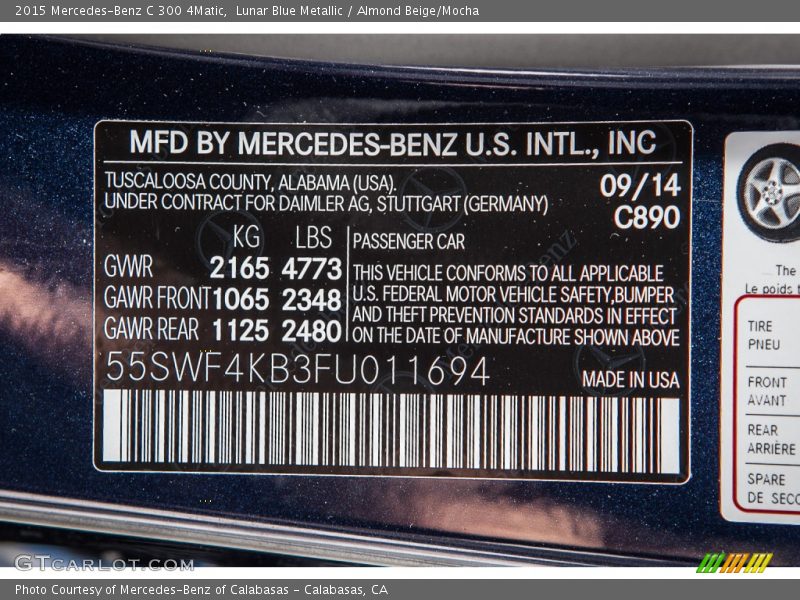 2015 Mercedes-Benz C 300 4Matic, Lunar Blue Metallic / Almond Beige/Mocha
MFD BY MERCEDES-BENZ U.S. INTL., INC
TUSCALOOSA COUNTY, ALABAMA (USA). 09/14
UNDER CONTRACT FOR DAIMLER AG, STUTTGART (GERMANY) C890
KG LBS PASSENGER CAR
GVWR 2165 4773
GAWR FRONT 1065 2348
GAWR REAR 1125 2480
THIS VEHICLE CONFORMS TO ALL APPLICABLE
U.S. FEDERAL MOTOR VEHICLE SAFETY,BUMPER
AND THEFT PREVENTION STANDARDS IN EFFECT
ON THE DATE OF MANUFACTURE SHOWN ABOVE
55SWF4KB3FU011694 MADE IN USA
The
Le poids
TIRE
PNEU
FRONT
AVANT
REAR
ARRIÈRE
SPARE
DE
GTCARLOT.COM
Photo Courtesy of Mercedes-Benz of Calabasas - Calabasas, CA